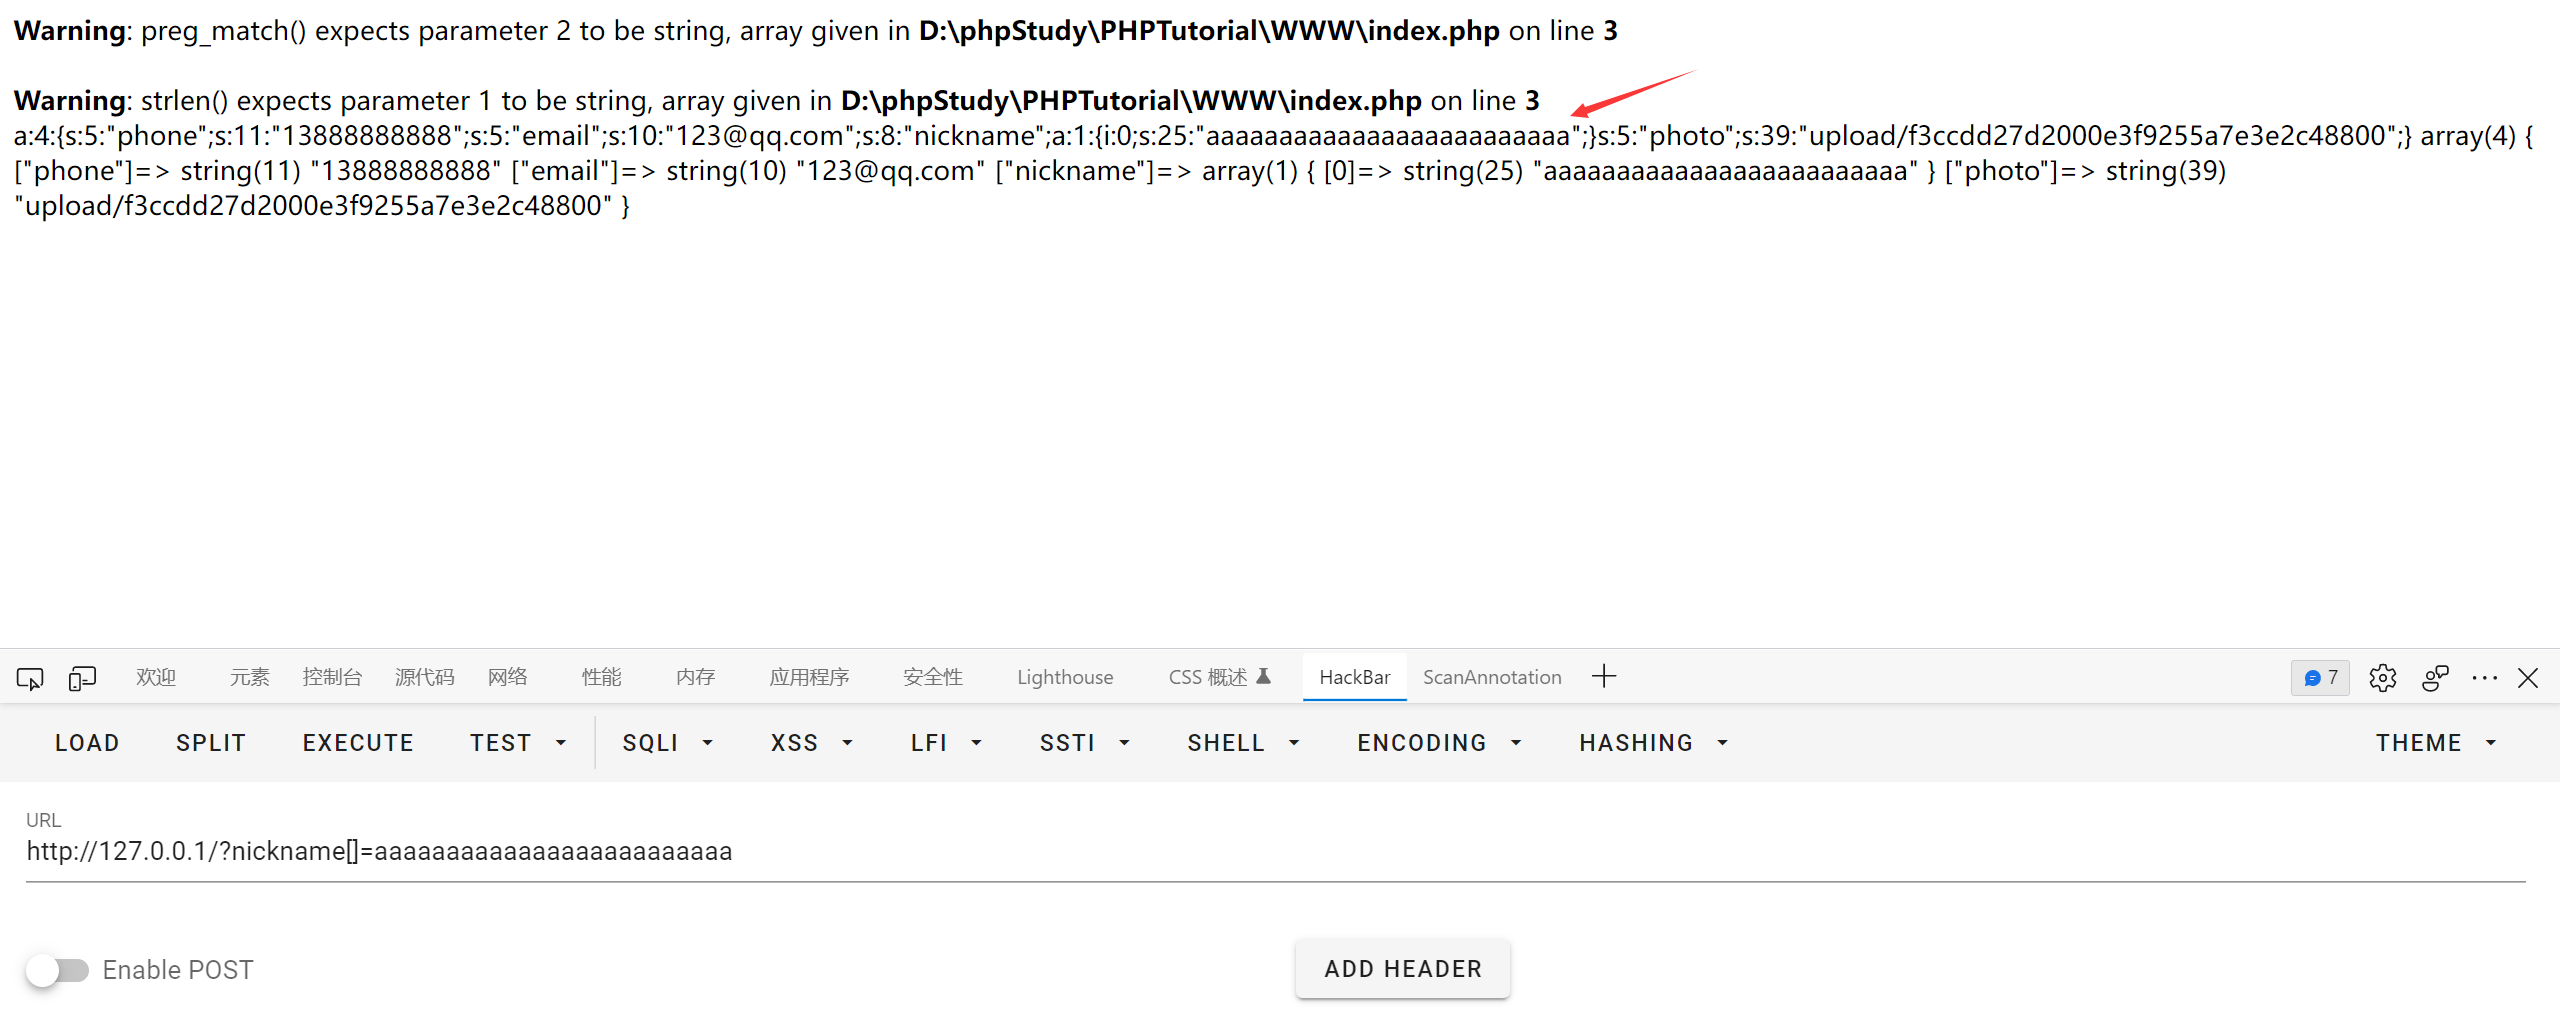 Warning: preg_match() expects parameter 2 to be string, array given in D:\phpStudy\PHPTutorial\WWW\index.php on line 3
Warning: strlen() expects parameter 1 to be string, array given in D:\phpStudy\PHPTutorial\WWW\index.php on line 3
a:4:{s:5:"phone";s:11:"13888888888";s:5:"email";s:10:"123@qq.com";s:8:"nickname";a:1:{i:0;s:25:"aaaaaaaaaaaaaaaaaaaaaaaaa";}s:5:"photo";s:39:"upload/f3ccdd27d2000e3f9255a7e3e2c48800";} array(4) {
["phone"]=> string(11) "13888888888" ["email"]=> string(10) "123@qq.com" ["nickname"]=> array(1) { [0]=> string(25) "aaaaaaaaaaaaaaaaaaaaaaaaa" } ["photo"]=> string(39)
"upload/f3ccdd27d2000e3f9255a7e3e2c48800" }
欢迎 元素 控制台 源代码 网络 性能 内存 应用程序 安全性 Lighthouse CSS 概述 HackBar ScanAnnotation 7
LOAD SPLIT EXECUTE TEST SQLI XSS LFI SSTI SHELL ENCODING HASHING THEME
URL
http://127.0.0.1/?nickname[]=aaaaaaaaaaaaaaaaaaaaaaaaa
Enable POST ADD HEADER